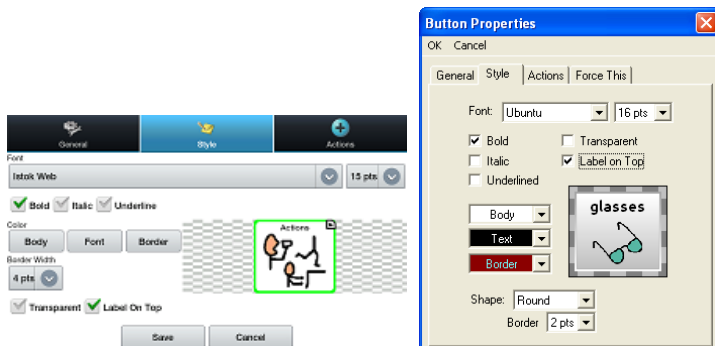 General Style Actions
Font
Istok Web 15 pts
Bold Italic Underline
Color
Body Font Border
Border Width
4 pts
Actions
Transparent Label On Top
Save Cancel
Button Properties
OK Cancel
General Style Actions Force This
Font: Ubuntu 16 pts
Bold Transparent
Italic Label on Top
Underlined
Body
Text
Border
glasses
Shape: Round
Border 2 pts